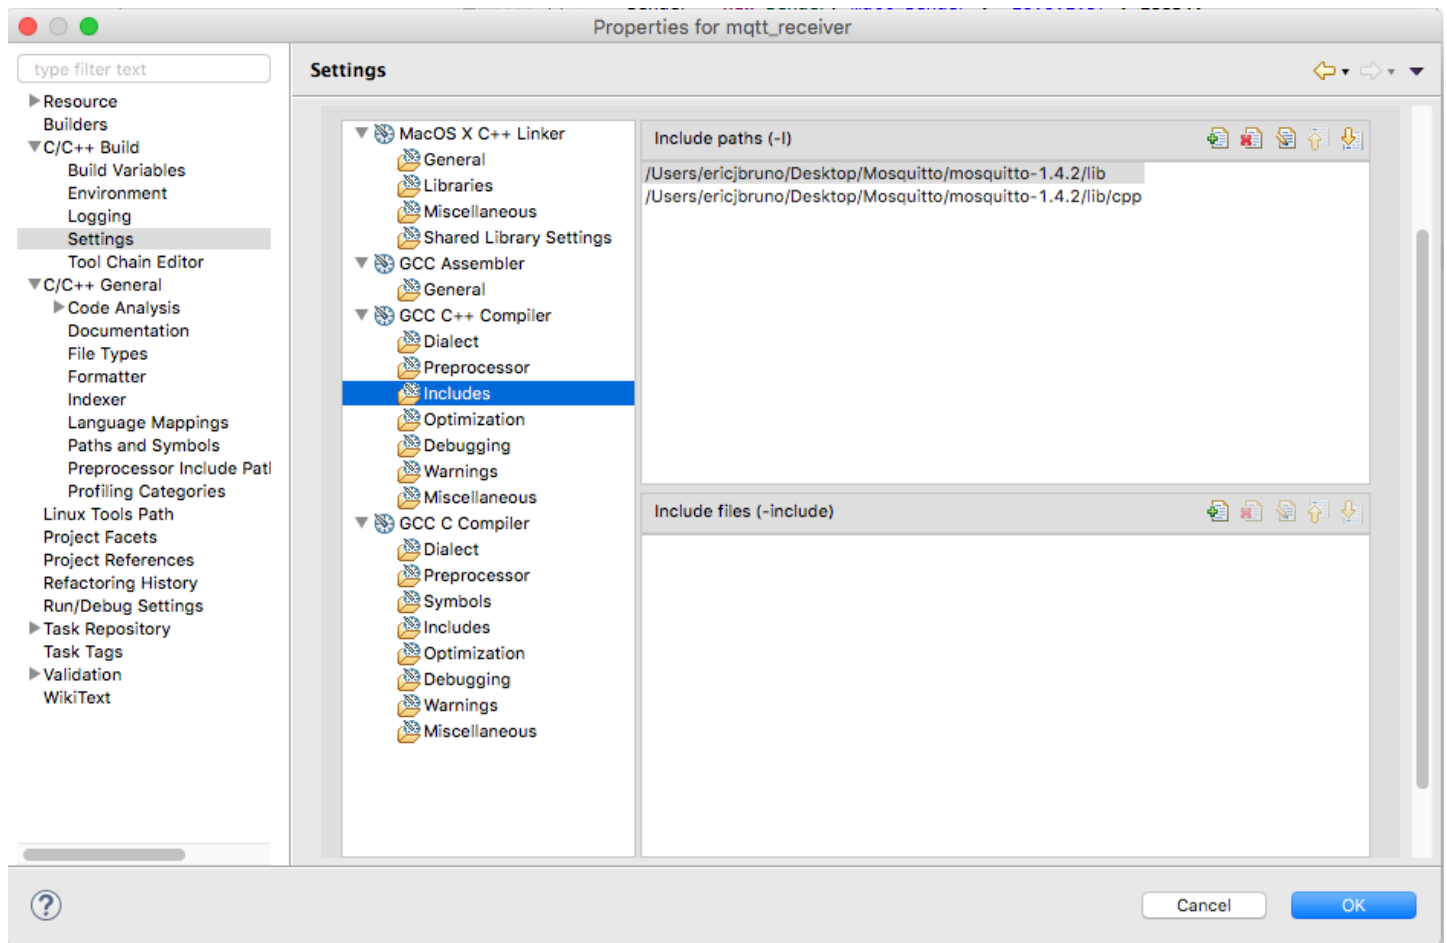 Properties for mqtt_receiver
type filter text
Resource
Builders
C/C++ Build
Build Variables
Environment
Logging
Settings
Tool Chain Editor
C/C++ General
Code Analysis
Documentation
File Types
Formatter
Indexer
Language Mappings
Paths and Symbols
Preprocessor Include Pat
Profiling Categories
Linux Tools Path
Project Facets
Project References
Refactoring History
Run/Debug Settings
Task Repository
Task Tags
Validation
WikiText
Settings
MacOS X C++ Linker
General
Libraries
Miscellaneous
Shared Library Settings
GCC Assembler
General
GCC C++ Compiler
Dialect
Preprocessor
Includes
Optimization
Debugging
Warnings
Miscellaneous
GCC C Compiler
Dialect
Preprocessor
Symbols
Includes
Optimization
Debugging
Warnings
Miscellaneous
Include paths (-I)
/Users/ericjbruno/Desktop/Mosquitto/mosquitto-1.4.2/lib
/Users/ericjbruno/Desktop/Mosquitto/mosquitto-1.4.2/lib/cpp
Include files (-include)
?
Cancel
OK